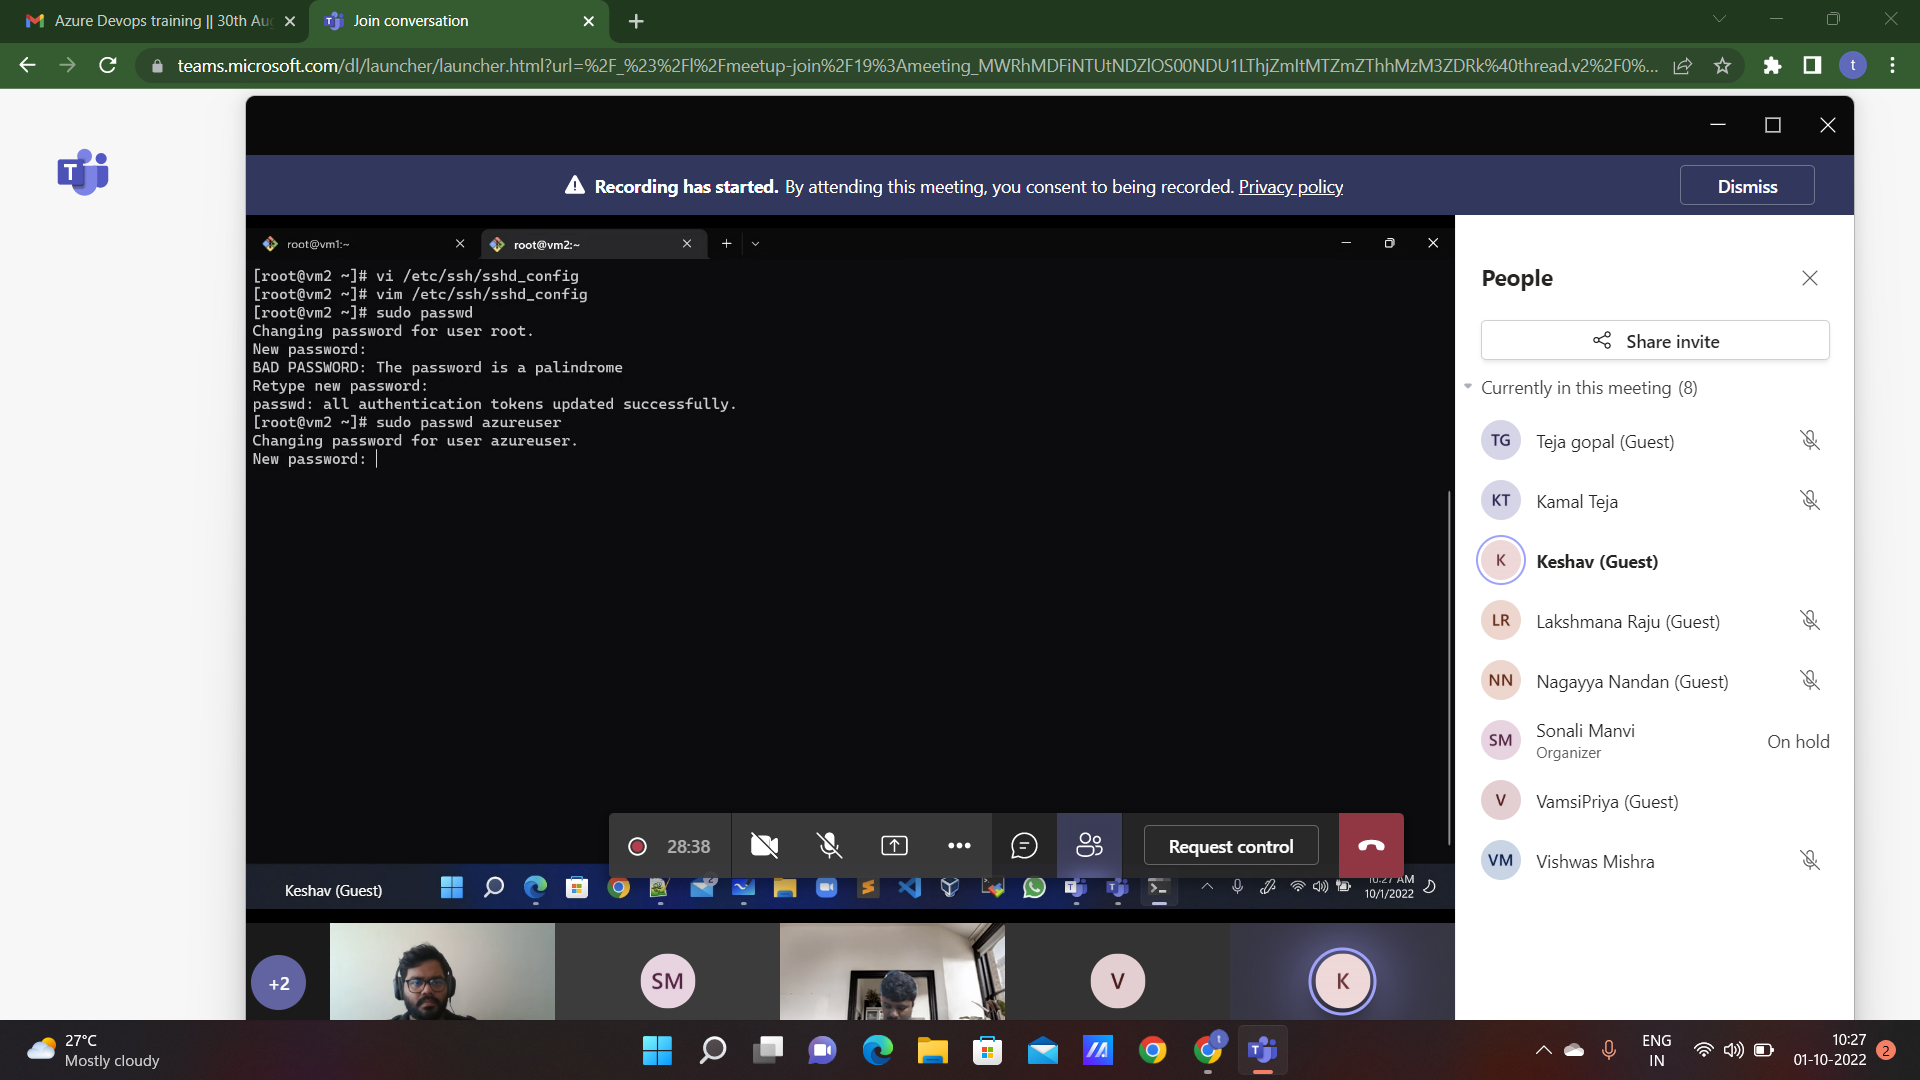 Azure Devops training || 30th Aug
Join conversation
teams.microsoft.com/dl/launcher/launcher.html?url=%2F_%23%2Fl%2Fmeetup-join%2F19%3Ameeting_MWRhMDFiNTUtNDZlOS00NDU1LThjZmItMTZmZThhMzM3ZDRk%40thread.v2%2F0%...
t
T
Recording has started. By attending this meeting, you consent to being recorded. Privacy policy
Dismiss
root@vm1:~
root@vm2:~
[root@vm2 ~]# vi /etc/ssh/sshd_config
[root@vm2 ~]# vim /etc/ssh/sshd_config
[root@vm2 ~]# sudo passwd
Changing password for user root.
New password:
BAD PASSWORD: The password is a palindrome
Retype new password:
passwd: all authentication tokens updated successfully.
[root@vm2 ~]# sudo passwd azureuser
Changing password for user azureuser.
New password:
People
Share invite
Currently in this meeting (8)
TG Teja gopal (Guest)
KT Kamal Teja
K Keshav (Guest)
LR Lakshmana Raju (Guest)
NN Nagayya Nandan (Guest)
SM Sonali Manvi
Organizer
On hold
V VamsiPriya (Guest)
VM Vishwas Mishra
28:38
Request control
Keshav (Guest)
10:27 AM
10/1/2022
+2
SM
V
K
27°C
Mostly cloudy
t
ENG
IN
10:27
01-10-2022
2